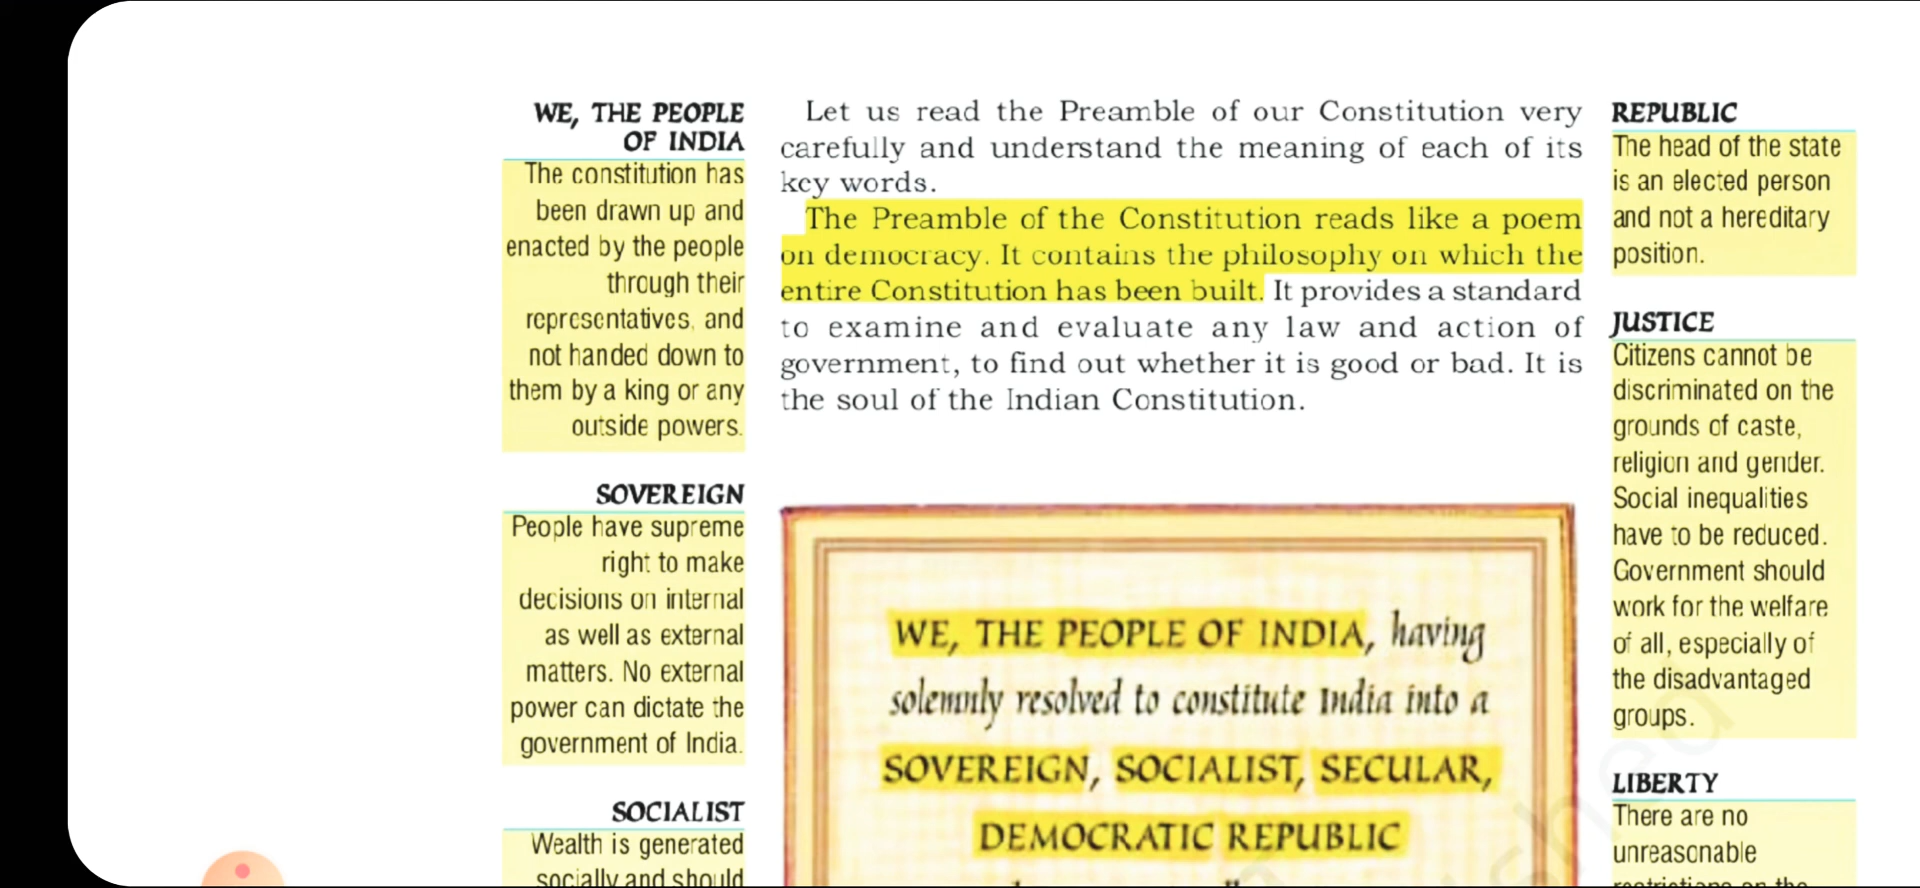 WE, THE PEOPLE
OF INDIA
The constitution has
been drawn up and
enacted by the people
through their
representatives, and
not handed down to
them by a king or any
outside powers.
SOVEREIGN
People have supreme
right to make
decisions on internal
as well as external
matters. No external
power can dictate the
government of India.
SOCIALIST
Wealth is generated
socially and should
Let us read the Preamble of our Constitution very
carefully and understand the meaning of each of its
key words.
The Preamble of the Constitution reads like a poem
on democracy. It contains the philosophy on which the
entire Constitution has been built. It provides a standard
to examine and evaluate any law and action of
government, to find out whether it is good or bad. It is
the soul of the Indian Constitution.
WE, THE PEOPLE OF INDIA, having
solemnly resolved to constitute India into a
SOVEREIGN, SOCIALIST, SECULAR,
DEMOCRATIC REPUBLIC
REPUBLIC
The head of the state
is an elected person
and not a hereditary
position.
JUSTICE
Citizens cannot be
discriminated on the
grounds of caste,
religion and gender.
Social inequalities
have to be reduced.
Government should
work for the welfare
of all, especially of
the disadvantaged
groups.
LIBERTY
There are no
unreasonable
restrictions on the